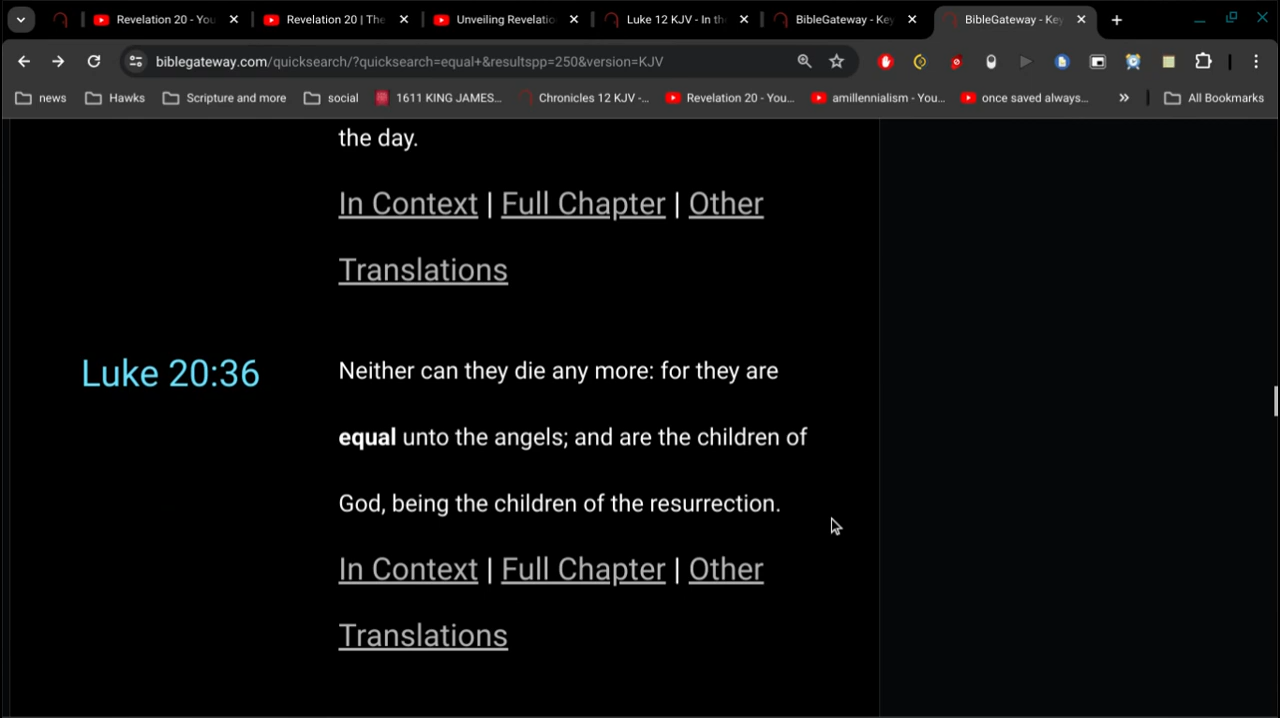 Revelation 20 - You
Revelation 20 | The
Unveiling Revelatio
Luke 12 KJV - In th
BibleGateway - Key
BibleGateway - Key
biblegateway.com/quicksearch/?quicksearch=equal+&resultspp=250&version=KJV
news
Hawks
Scripture and more
social
1611 KING JAMES...
Chronicles 12 KJV -...
Revelation 20 - You...
amillennialism - You...
once saved always...
All Bookmarks
the day.
In Context | Full Chapter | Other
Translations
Luke 20:36
Neither can they die any more: for they are
equal unto the angels; and are the children of
God, being the children of the resurrection.
In Context | Full Chapter | Other
Translations